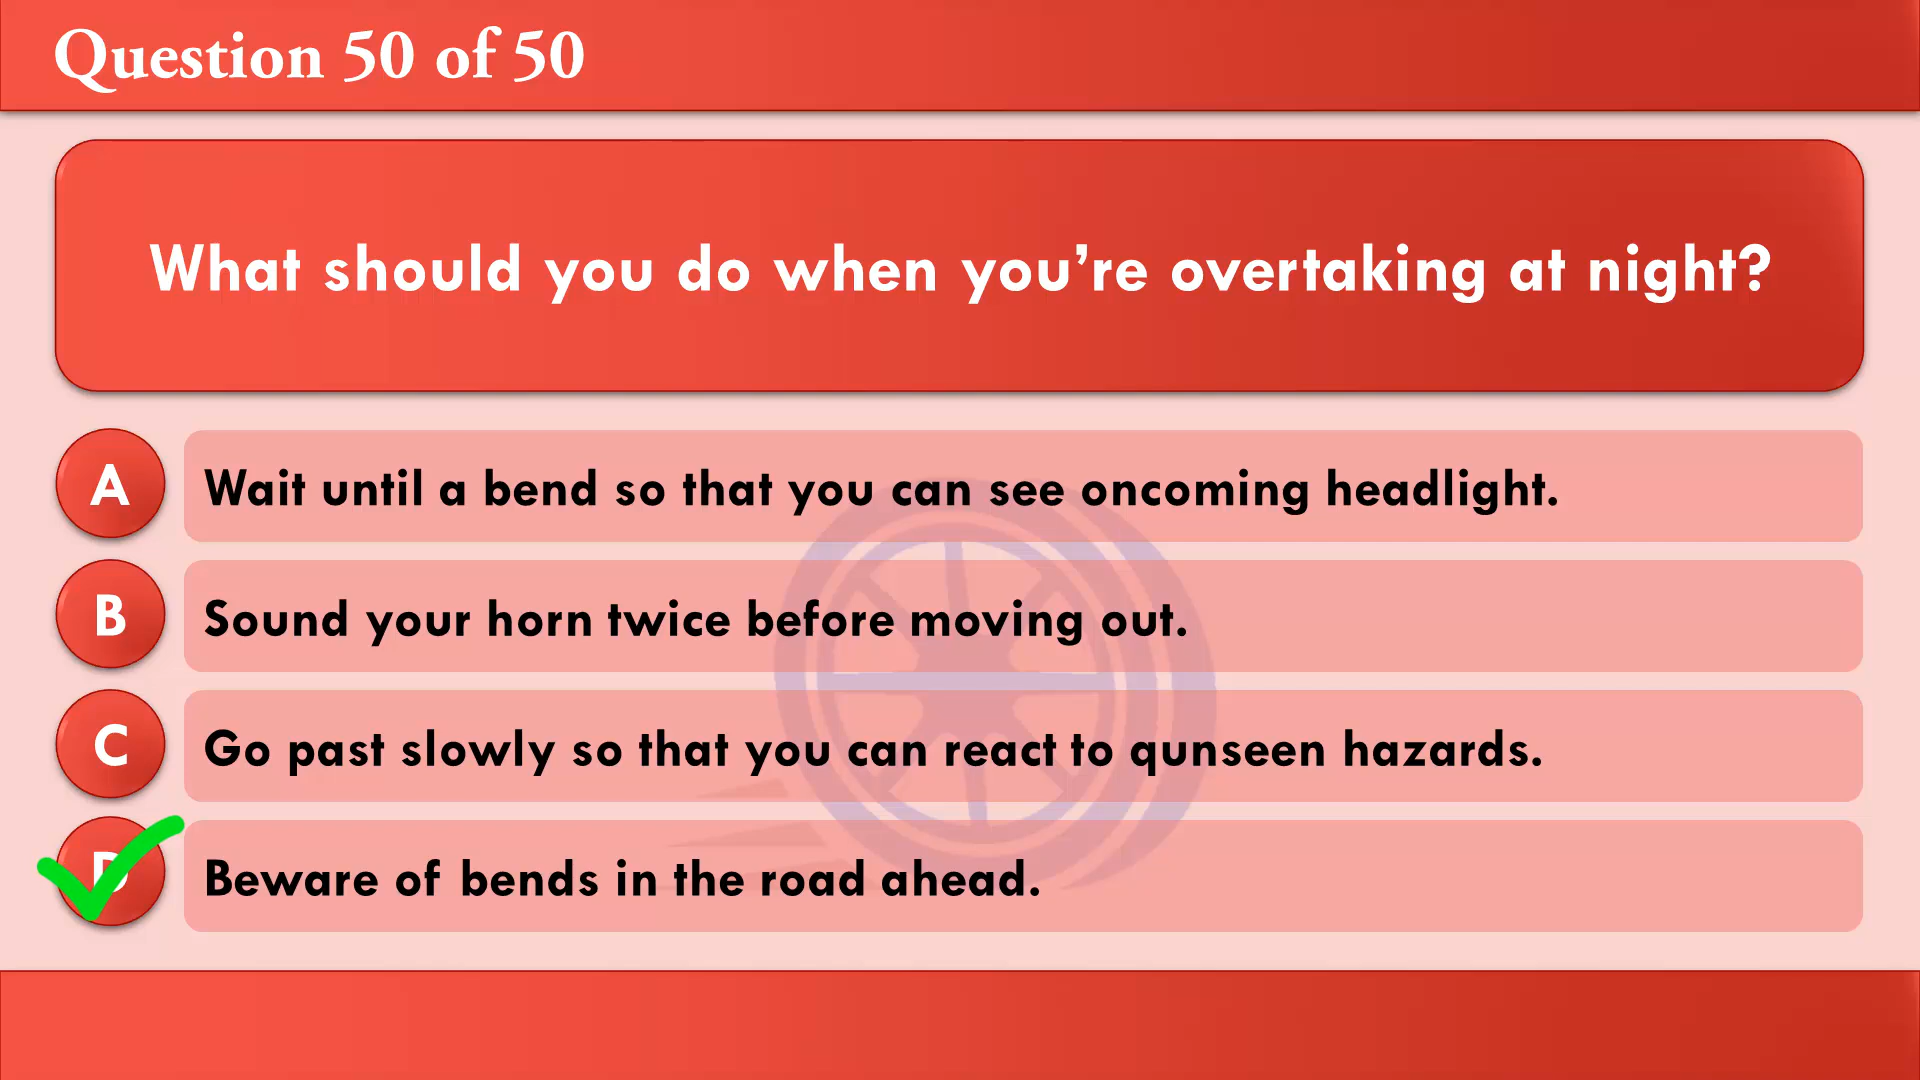 Question 50 of 50
What should you do when you’re overtaking at night?
A
Wait until a bend so that you can see oncoming headlight.
B
Sound your horn twice before moving out.
C
Go past slowly so that you can react to qunseen hazards.
D
Beware of bends in the road ahead.